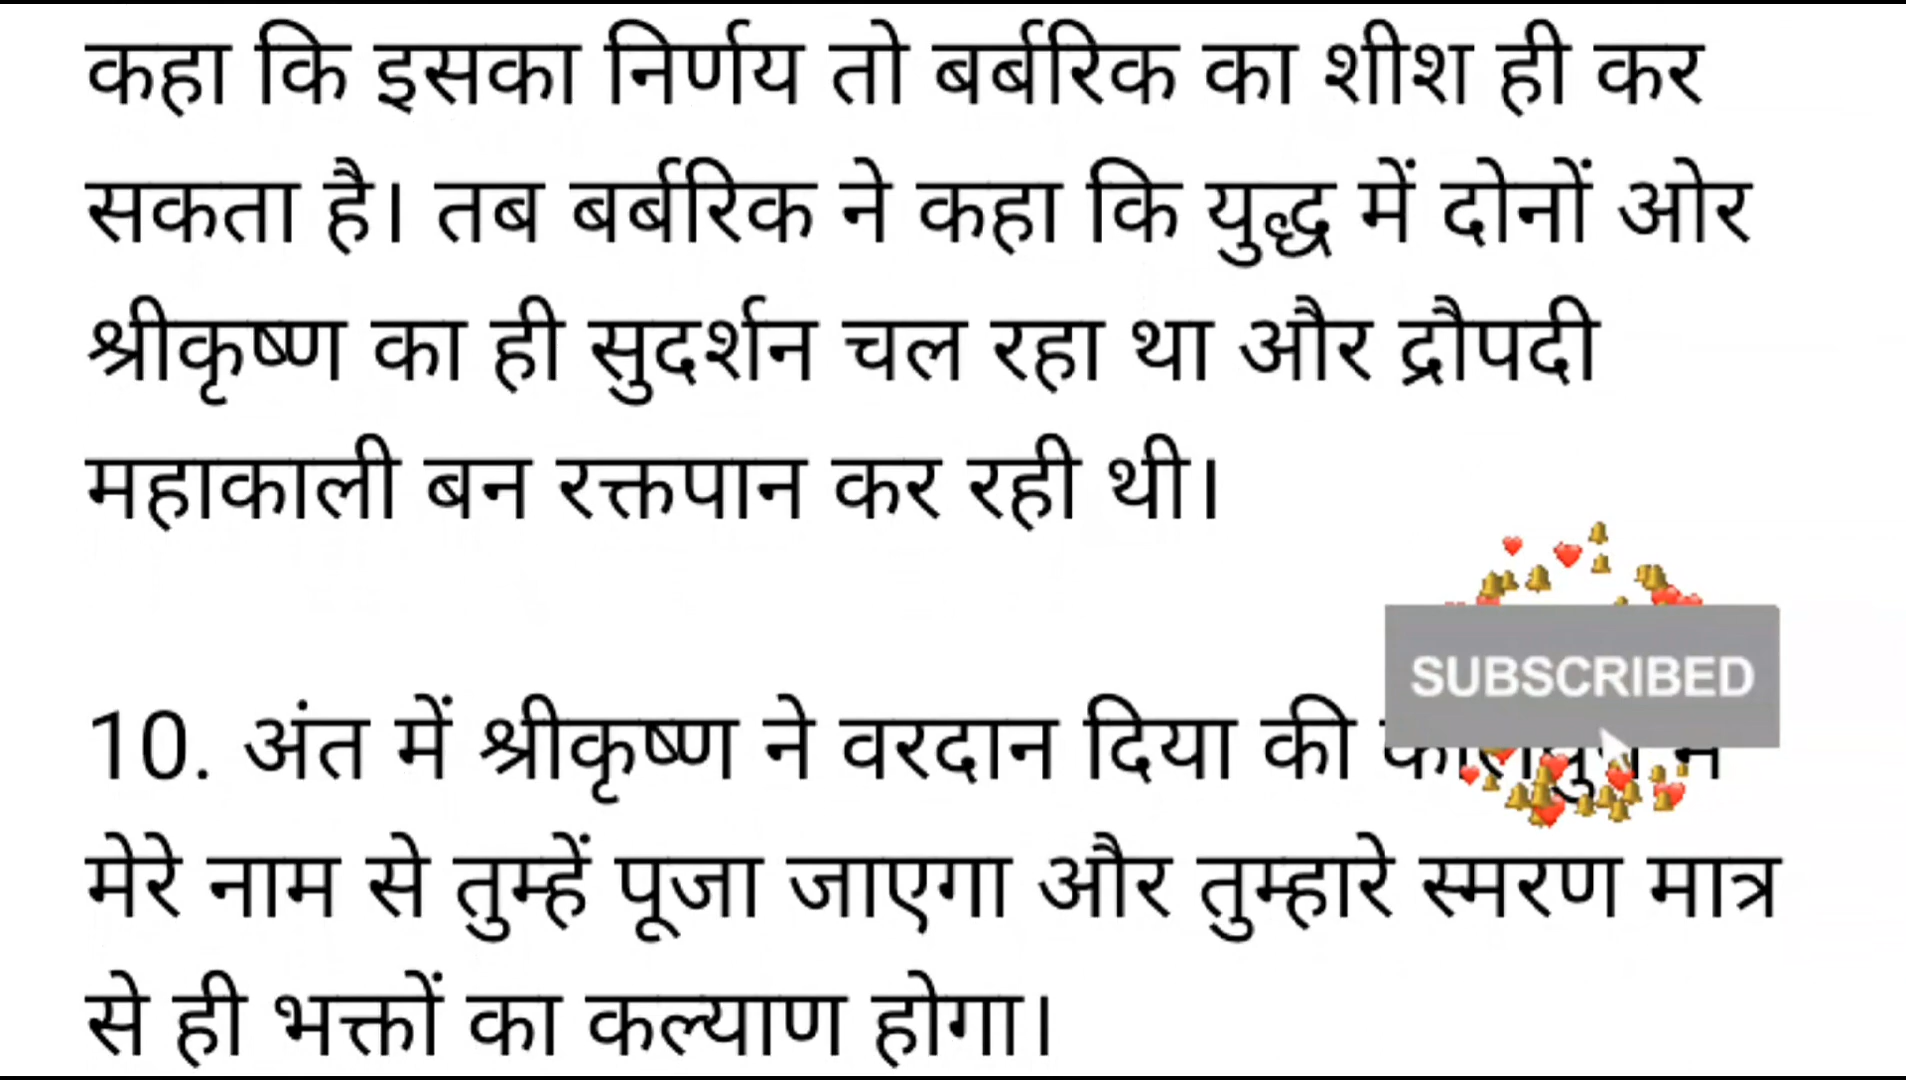 कहा कि इसका निर्णय तो बर्बरिक का शीश ही कर
सकता है। तब बर्बरिक ने कहा कि युद्ध में दोनों ओर
श्रीकृष्ण का ही सुदर्शन चल रहा था और द्रौपदी
महाकाली बन रक्तपान कर रही थी।
SUBSCRIBED
10. अंत में श्रीकृष्ण ने वरदान दिया की
मेरे नाम से तुम्हें पूजा जाएगा और तुम्हारे स्मरण मात्र
से ही भक्तों का कल्याण होगा।